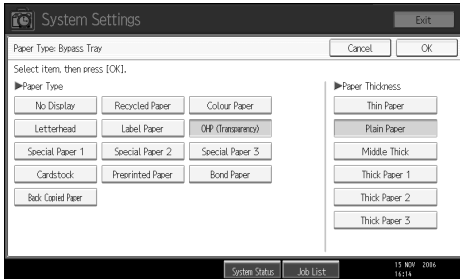 System Settings Exit
Paper Type: Bypass Tray Cancel OK
Select item, then press [OK].
▶Paper Type ▶Paper Thickness
No Display Recycled Paper Colour Paper Thin Paper
Letterhead Label Paper OHP (Transparency) Plain Paper
Special Paper 1 Special Paper 2 Special Paper 3 Middle Thick
Cardstock Preprinted Paper Bond Paper Thick Paper 1
Back Copied Paper Thick Paper 2
Thick Paper 3
System Status Job List 15 NOV 2006
16:14